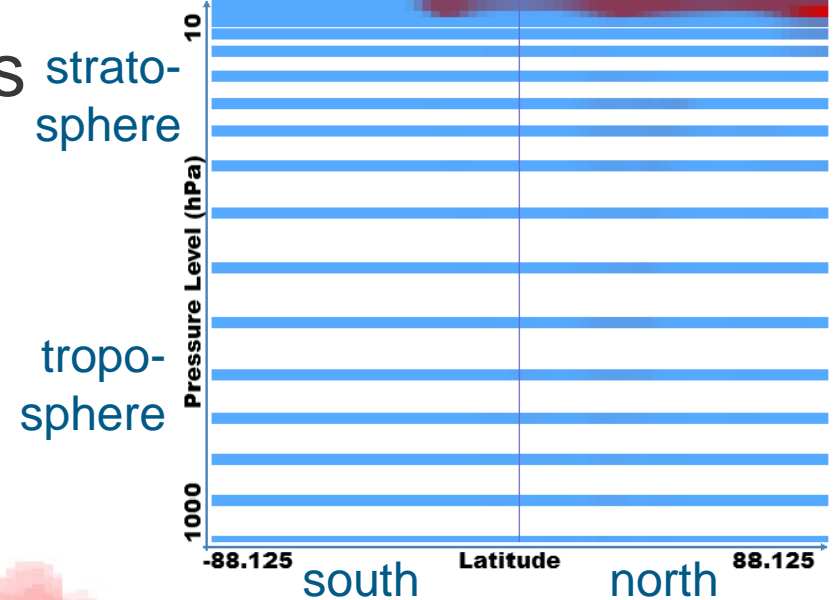 10
s
strato-
sphere
Pressure Level (hPa)
tropo-
sphere
1000
-88.125 Latitude 88.125
south north